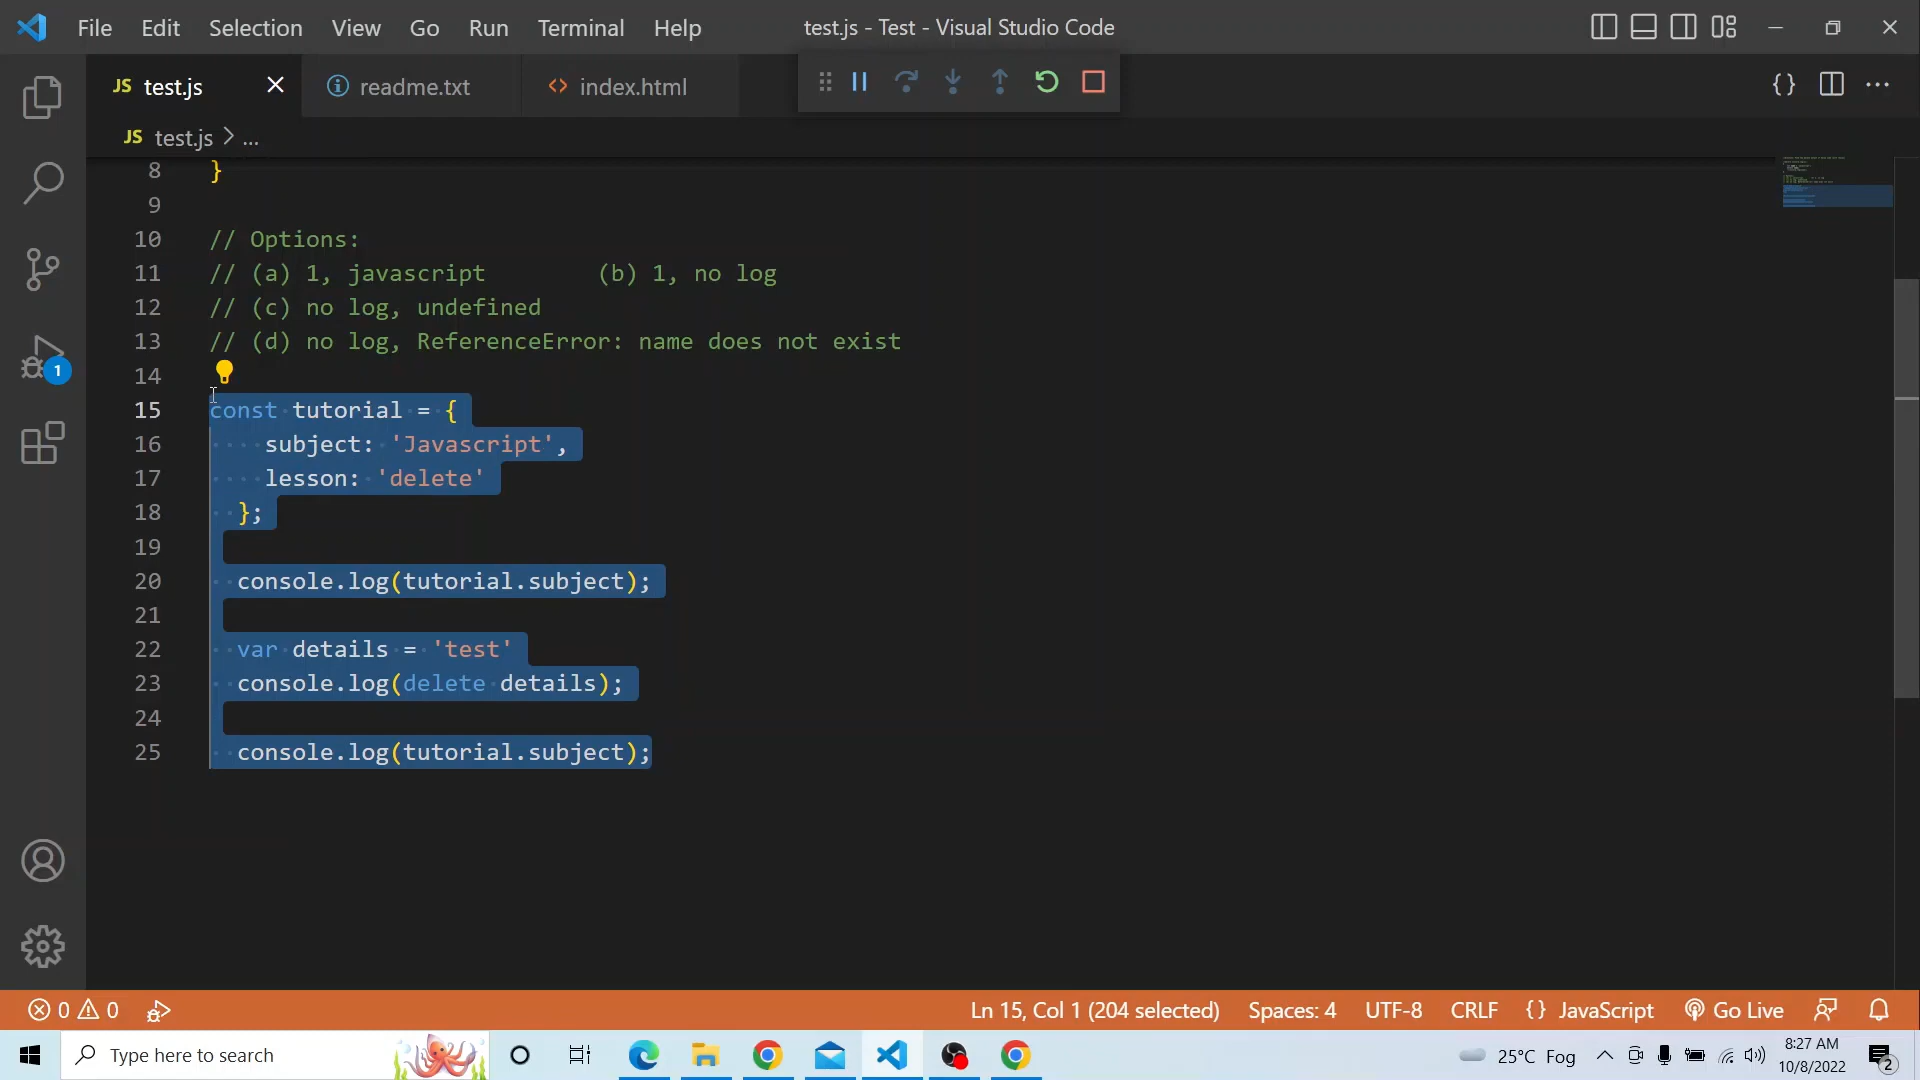 File Edit Selection View Go Run Terminal Help
test.js - Test - Visual Studio Code
JS test.js
readme.txt
<> index.html
{}
JS test.js > ...
8 }
9
10 // Options:
11 // (a) 1, javascript (b) 1, no log
12 // (c) no log, undefined
13 // (d) no log, ReferenceError: name does not exist
14
15 const tutorial = {
16 subject: 'Javascript',
17 lesson: 'delete'
18 };
19
20 console.log(tutorial.subject);
21
22 var details = 'test'
23 console.log(delete details);
24
25 console.log(tutorial.subject);
1
0 0
Ln 15, Col 1 (204 selected) Spaces: 4 UTF-8 CRLF {} JavaScript Go Live
Type here to search
25°C Fog
8:27 AM
10/8/2022
2